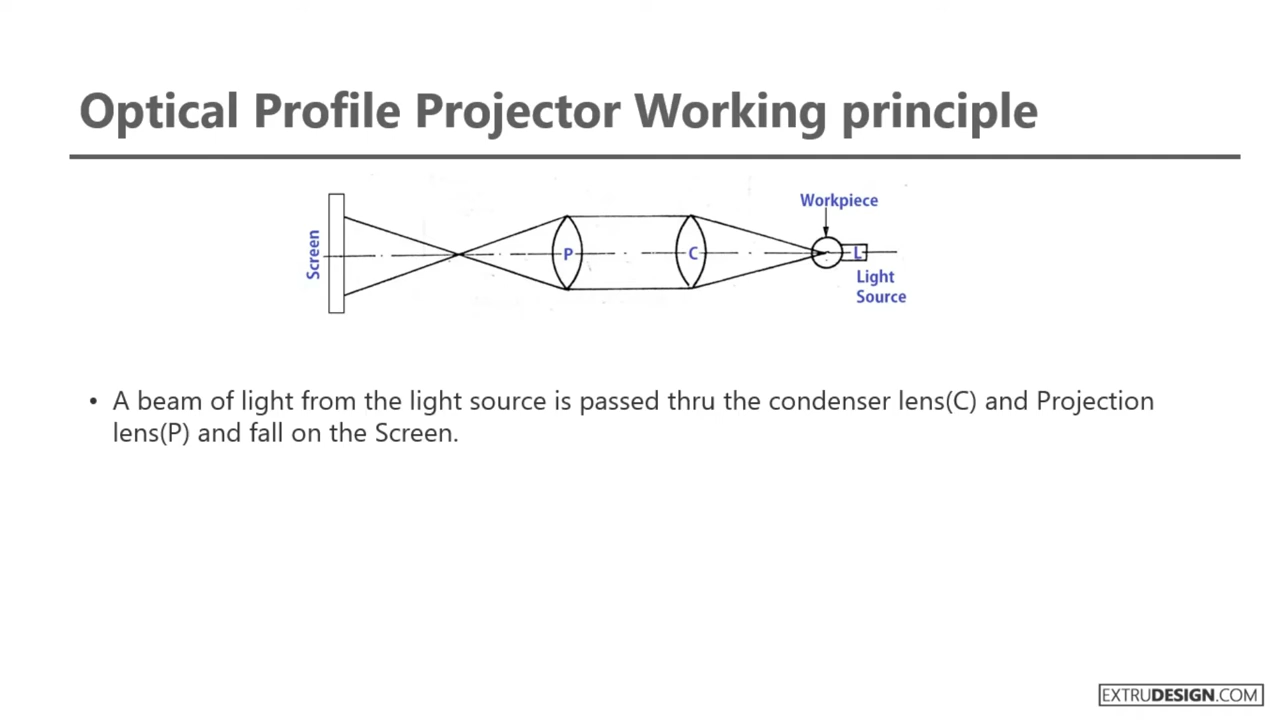 Optical Profile Projector Working principle
Workpiece
Screen
P
C
L
Light
Source
• A beam of light from the light source is passed thru the condenser lens(C) and Projection
lens(P) and fall on the Screen.
EXTRUDESIGN.COM